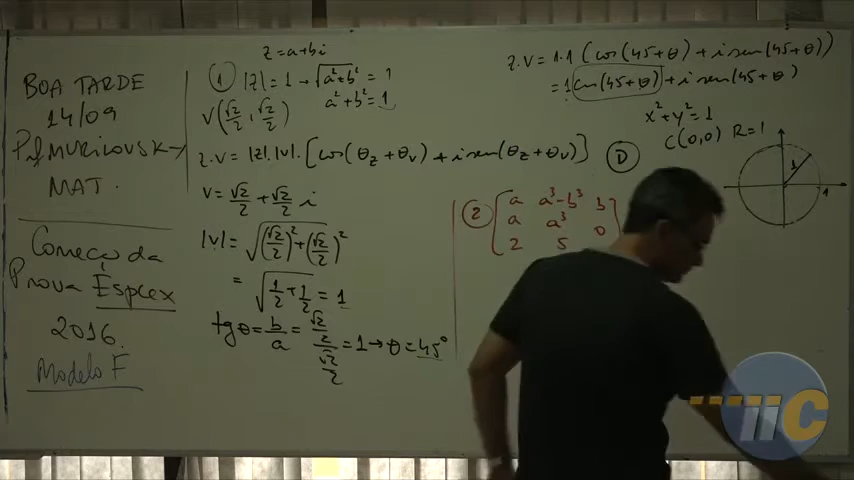 BOA TARDE
14/09
Prf MURILOVSKY
MAT.
Começo da
Prova Espcex
2016
Modelo F
z=a+bi
① |z|=1→√(a²+b²)=1
a²+b²=1
V(√2/2, √2/2)
z.v=|z|.|v|.[cos(θz+θv)+i sen(θz+θv)]
V=√2/2+√2/2 i
|V|=√((√2/2)²+(√2/2)²)
=√(1/2+1/2)=1
tgθ=b/a=(√2/2)/(√2/2)=1→θ=45°
z.v=1.1(cos(45+θ)+i sen(45+θ))
=1 cos(45+θ)+i sen(45+θ)
x²+y²=1
C(0,0) R=1
D
1
1
② [a a³-b³ b]
a a³ 0
2 5
iiC